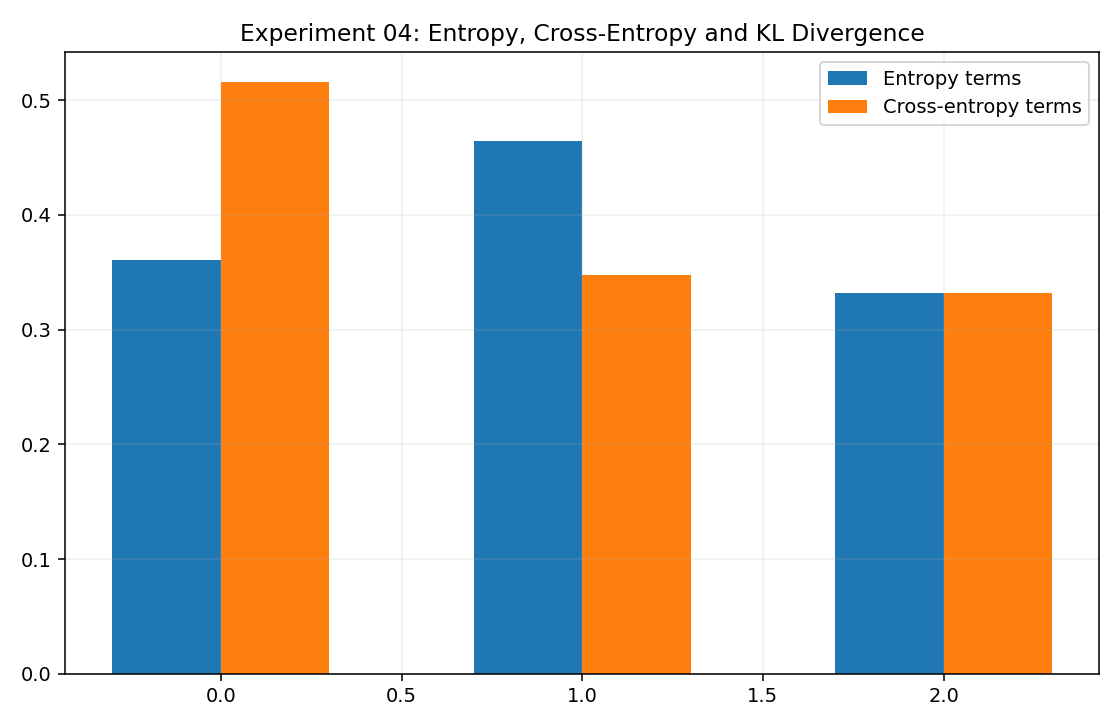 Experiment 04: Entropy, Cross-Entropy and KL Divergence
Entropy terms
Cross-entropy terms
0.5
0.4
0.3
0.2
0.1
0.0
0.0 0.5 1.0 1.5 2.0